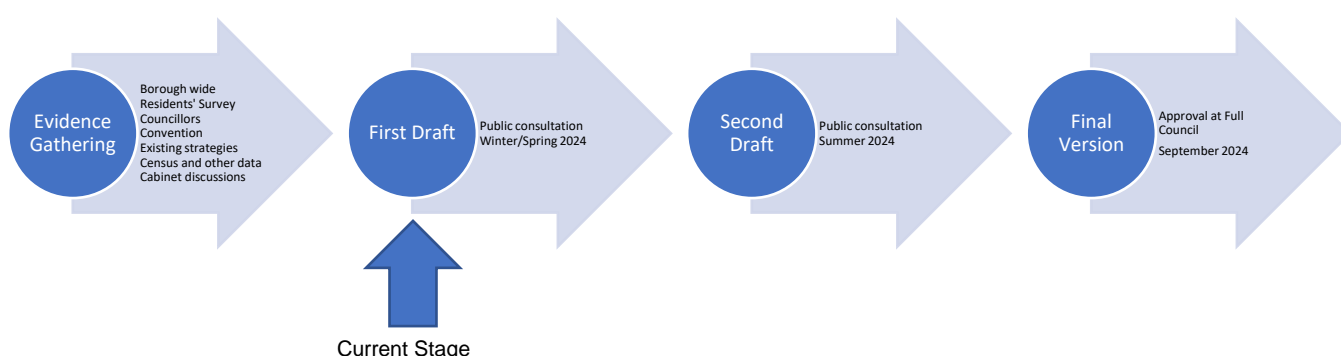 Evidence
Gathering
Borough wide
Residents' Survey
Councillors
Convention
Existing strategies
Census and other data
Cabinet discussions
First Draft
Public consultation
Winter/Spring 2024
Second
Draft
Public consultation
Summer 2024
Final
Version
Approval at Full
Council
September 2024
Current Stage